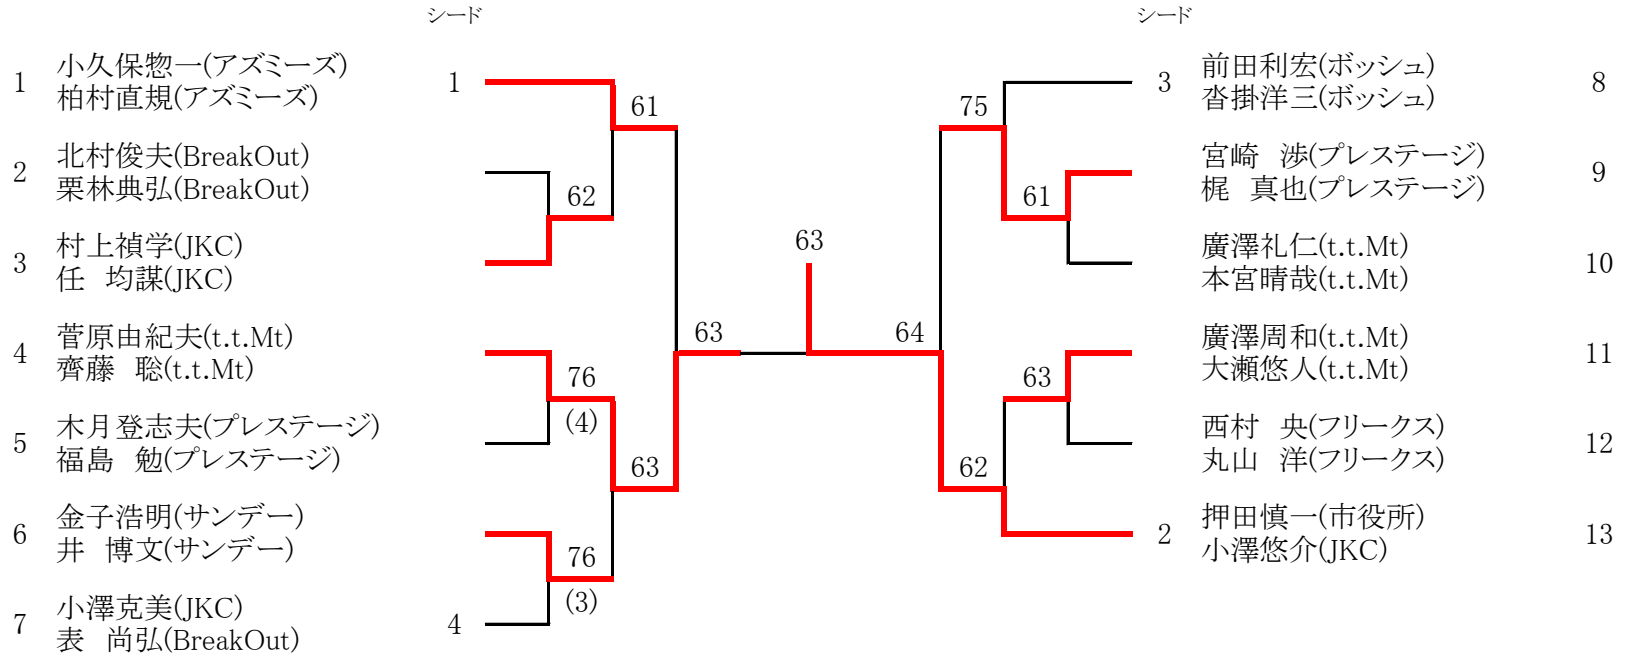 シード
シード
1
小久保惣一(アズミーズ)
柏村直規(アズミーズ)
1
2
北村俊夫(BreakOut)
栗林典弘(BreakOut)
3
村上禎学(JKC)
任　均謀(JKC)
4
菅原由紀夫(t.t.Mt)
齊藤　聡(t.t.Mt)
5
木月登志夫(プレステージ)
福島　勉(プレステージ)
6
金子浩明(サンデー)
井　博文(サンデー)
7
小澤克美(JKC)
表　尚弘(BreakOut)
4
61
62
76
(4)
63
76
(3)
63
63
64
75
61
63
62
3
前田利宏(ボッシュ)
沓掛洋三(ボッシュ)
8
宮崎　渉(プレステージ)
梶　真也(プレステージ)
9
廣澤礼仁(t.t.Mt)
本宮晴哉(t.t.Mt)
10
廣澤周和(t.t.Mt)
大瀬悠人(t.t.Mt)
11
西村　央(フリークス)
丸山　洋(フリークス)
12
2
押田慎一(市役所)
小澤悠介(JKC)
13